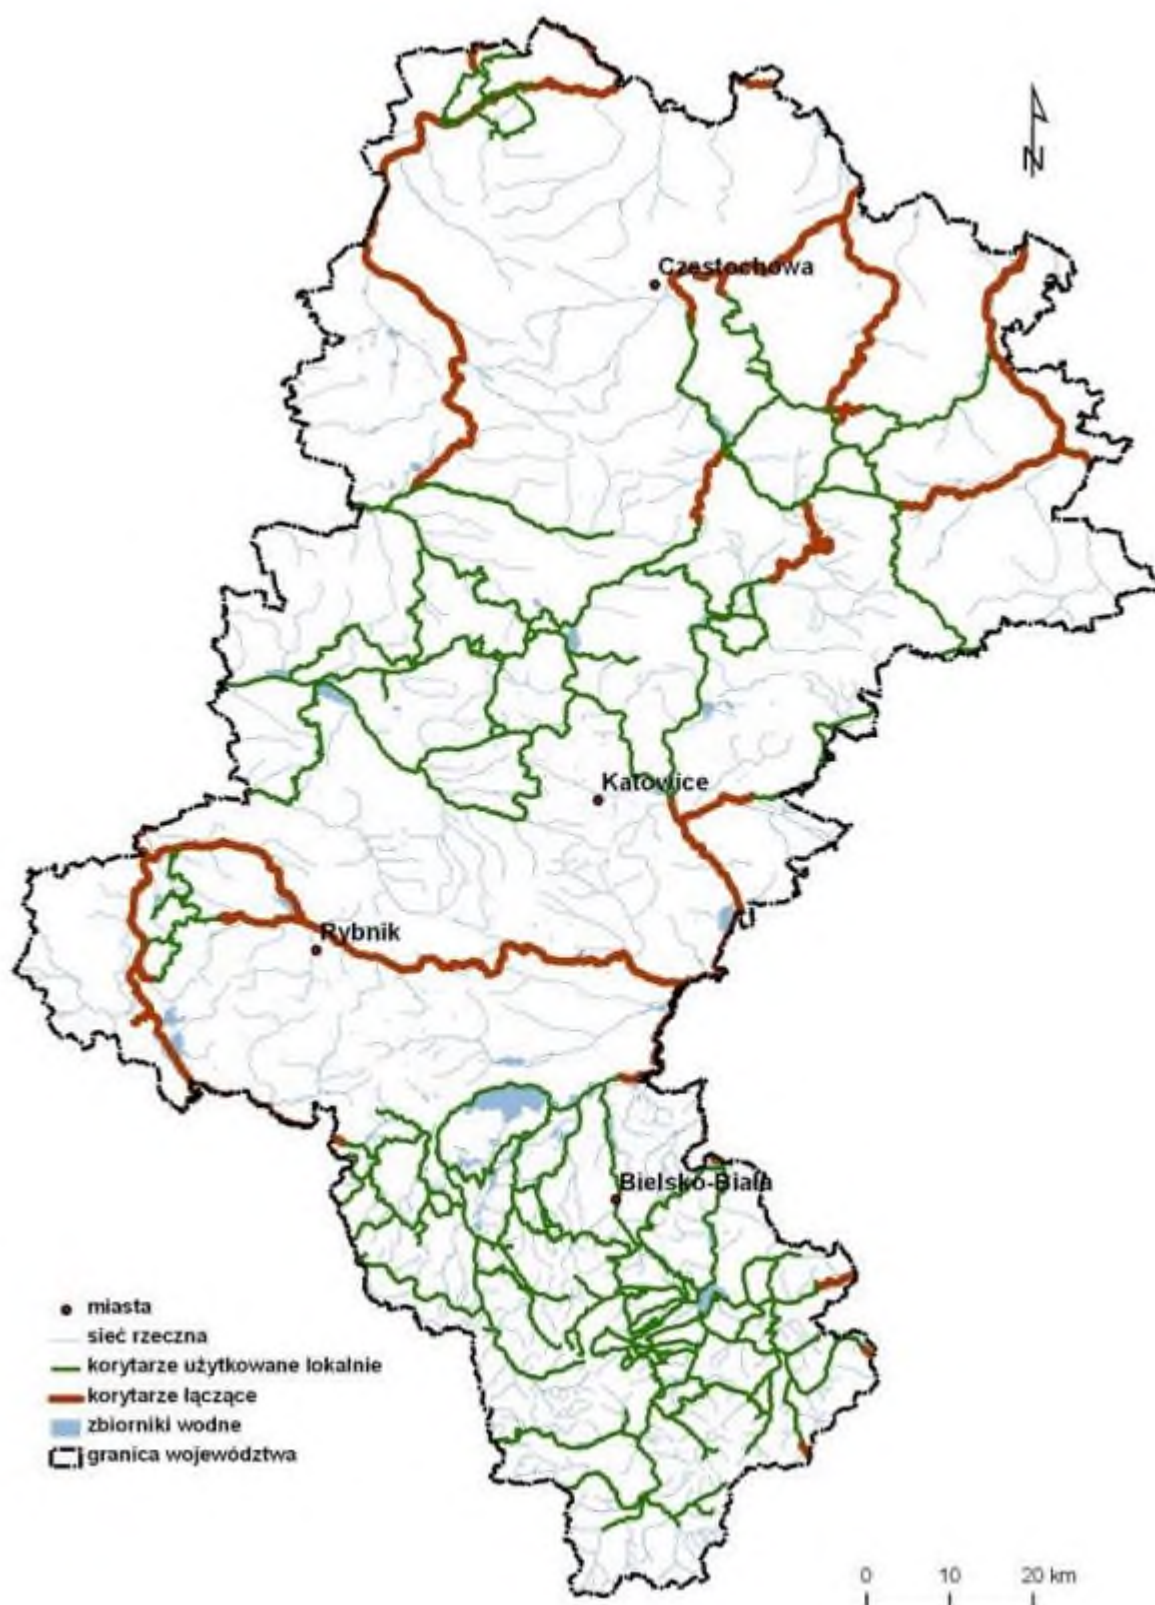 N
Częstochowa
Katowice
Rybnik
Bielsko-Biała
miasta
sieć rzeczna
korytarze użytkowane lokalnie
korytarze łączące
zbiorniki wodne
granica województwa
0 10 20 km